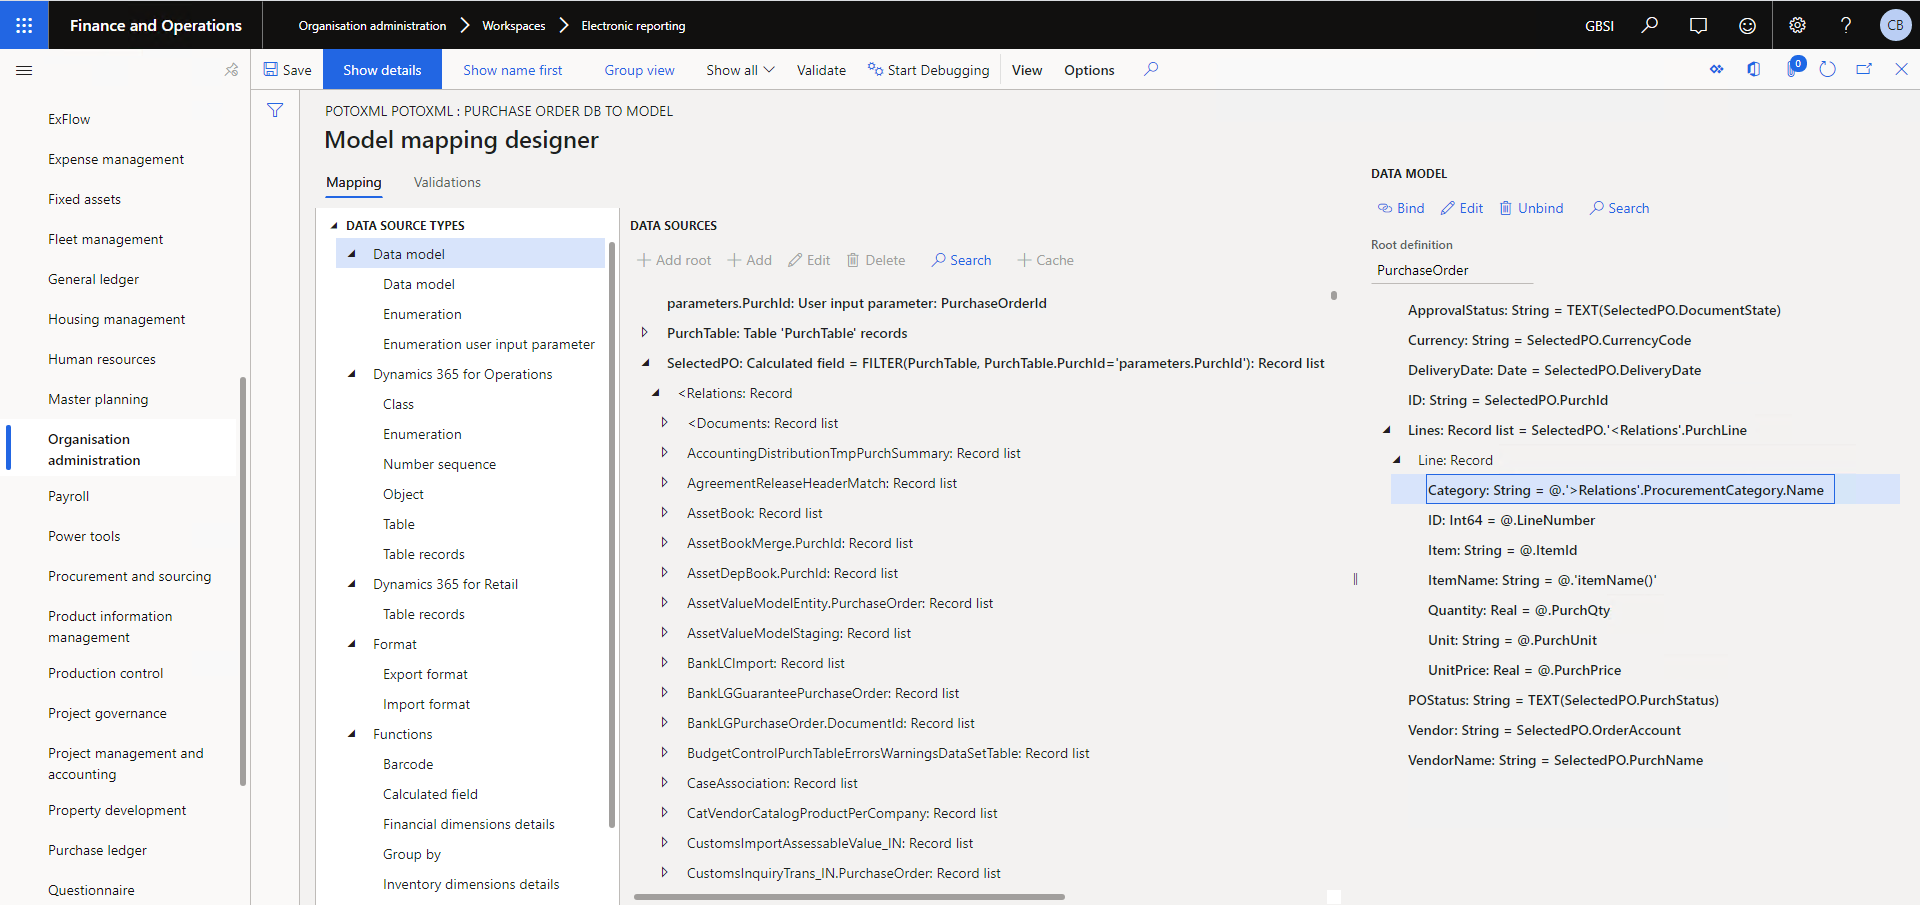 Finance and Operations
Organisation administration
Workspaces
Electronic reporting
GBSI
?
CB
Save
Show details
Show name first
Group view
Show all
Validate
Start Debugging
View
Options
0
ExFlow
Expense management
Fixed assets
Fleet management
General ledger
Housing management
Human resources
Master planning
Organisation
administration
Payroll
Power tools
Procurement and sourcing
Product information
management
Production control
Project governance
Project management and
accounting
Property development
Purchase ledger
Questionnaire
POTOXML POTOXML : PURCHASE ORDER DB TO MODEL
Model mapping designer
Mapping
Validations
DATA SOURCE TYPES
Data model
Data model
Enumeration
Enumeration user input parameter
Dynamics 365 for Operations
Class
Enumeration
Number sequence
Object
Table
Table records
Dynamics 365 for Retail
Table records
Format
Export format
Import format
Functions
Barcode
Calculated field
Financial dimensions details
Group by
Inventory dimensions details
DATA SOURCES
Add root
Add
Edit
Delete
Search
Cache
parameters.PurchId: User input parameter: PurchaseOrderId
PurchTable: Table 'PurchTable' records
SelectedPO: Calculated field = FILTER(PurchTable, PurchTable.PurchId='parameters.PurchId'): Record list
<Relations: Record
<Documents: Record list
AccountingDistributionTmpPurchSummary: Record list
AgreementReleaseHeaderMatch: Record list
AssetBook: Record list
AssetBookMerge.PurchId: Record list
AssetDepBook.PurchId: Record list
AssetValueModelEntity.PurchaseOrder: Record list
AssetValueModelStaging: Record list
BankLCImport: Record list
BankLGGuaranteePurchaseOrder: Record list
BankLGPurchaseOrder.DocumentId: Record list
BudgetControlPurchTableErrorsWarningsDataSetTable: Record list
CaseAssociation: Record list
CatVendorCatalogProductPerCompany: Record list
CustomsImportAssessableValue_IN: Record list
CustomsInquiryTrans_IN.PurchaseOrder: Record list
DATA MODEL
Bind
Edit
Unbind
Search
Root definition
PurchaseOrder
ApprovalStatus: String = TEXT(SelectedPO.DocumentState)
Currency: String = SelectedPO.CurrencyCode
DeliveryDate: Date = SelectedPO.DeliveryDate
ID: String = SelectedPO.PurchId
Lines: Record list = SelectedPO.'<Relations'.PurchLine
Line: Record
Category: String = @.'>Relations'.ProcurementCategory.Name
ID: Int64 = @.LineNumber
Item: String = @.ItemId
ItemName: String = @.'itemName()'
Quantity: Real = @.PurchQty
Unit: String = @.PurchUnit
UnitPrice: Real = @.PurchPrice
POStatus: String = TEXT(SelectedPO.PurchStatus)
Vendor: String = SelectedPO.OrderAccount
VendorName: String = SelectedPO.PurchName